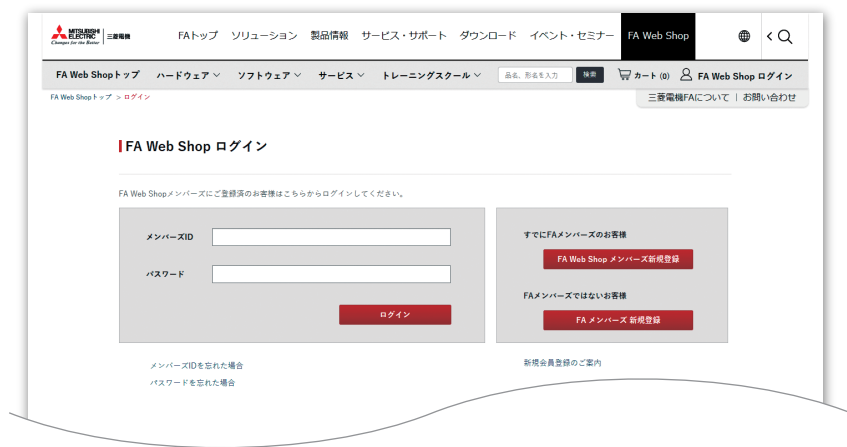 MITSUBISHI ELECTRIC 三菱電機
Changes for the Better
FAトップ ソリューション 製品情報 サービス・サポート ダウンロード イベント・セミナー FA Web Shop
FA Web Shopトップ ハードウェア ソフトウェア サービス トレーニングスクール 品名、形名を入力 検索 カート (0) FA Web Shop ログイン
FA Web Shopトップ > ログイン
三菱電機FAについて | お問い合わせ
FA Web Shop ログイン
FA Web Shopメンバーズにご登録済のお客様はこちらからログインしてください。
メンバーズID
パスワード
ログイン
すでにFAメンバーズのお客様
FA Web Shop メンバーズ新規登録
FAメンバーズではないお客様
FA メンバーズ 新規登録
メンバーズIDを忘れた場合
パスワードを忘れた場合
新規会員登録のご案内